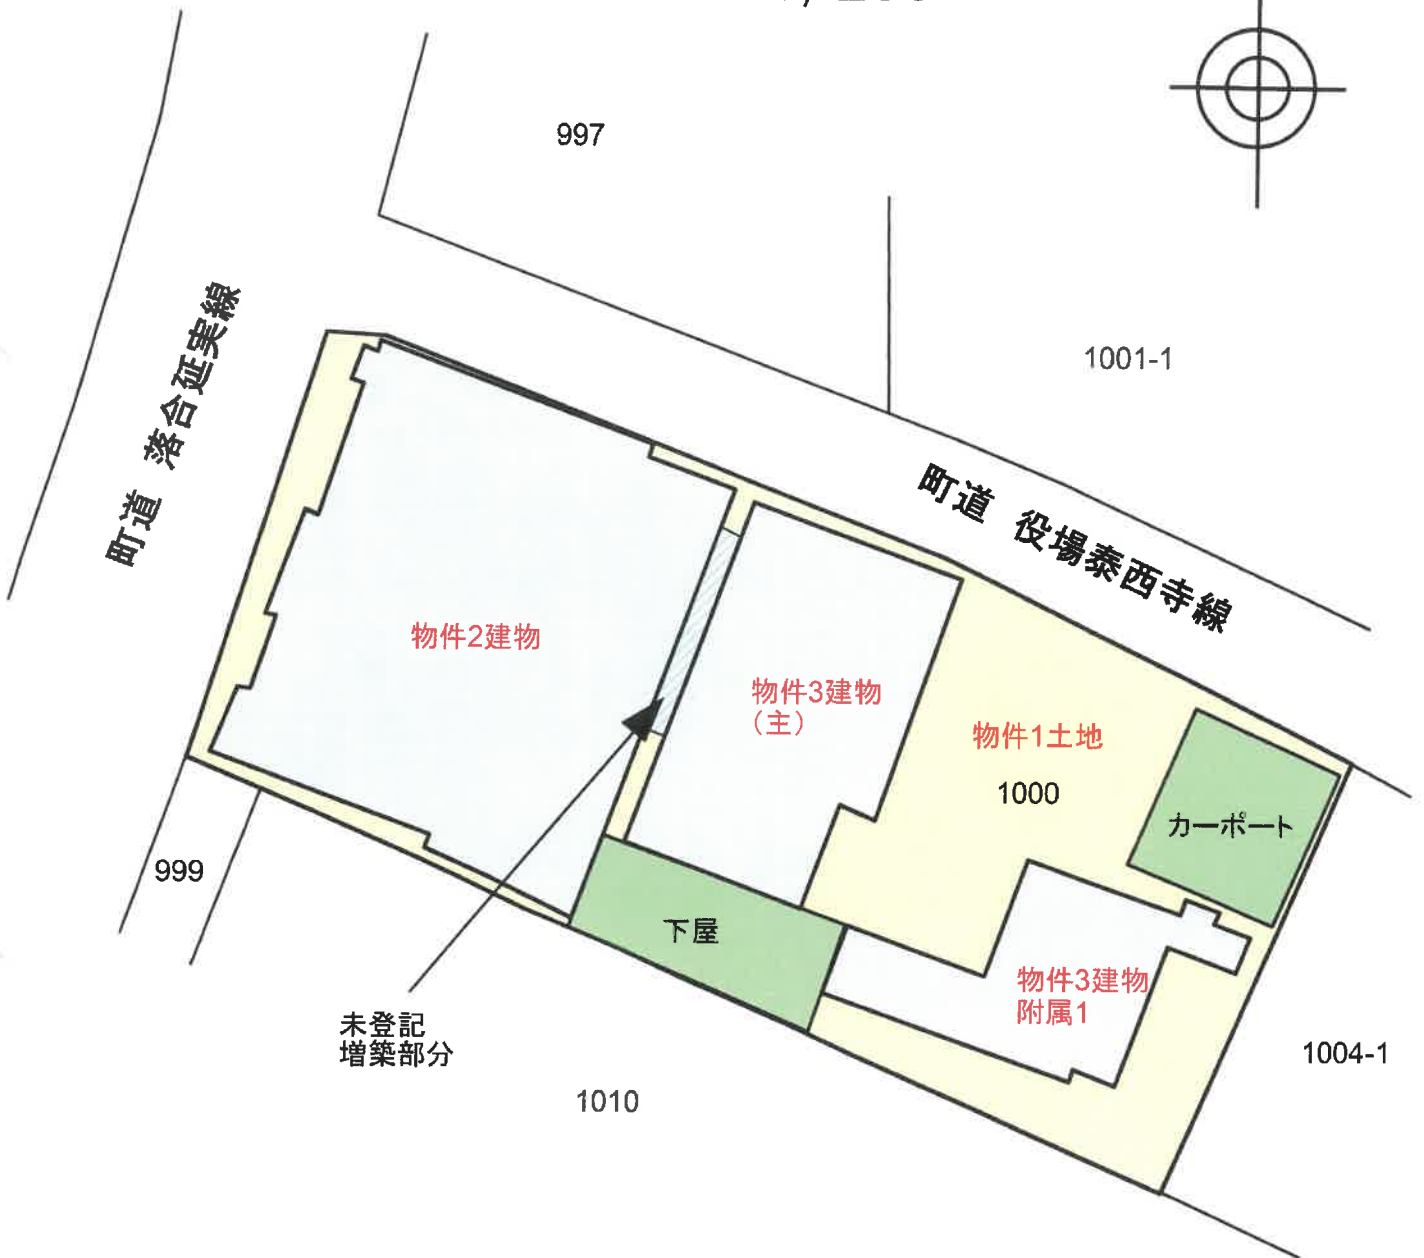 997
1001-1
町道 落合延実線
町道 役場泰西寺線
物件2建物
物件3建物
（主）
物件1土地
1000
カーポート
999
下屋
物件3建物
附属1
未登記
増築部分
1004-1
1010